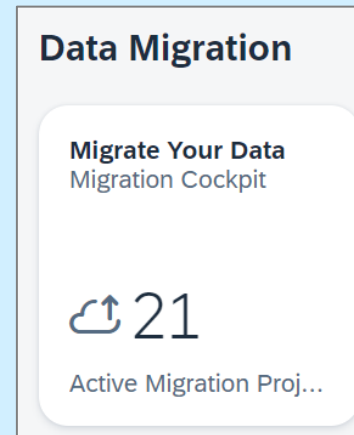 Data Migration
Migrate Your Data
Migration Cockpit
21
Active Migration Proj...